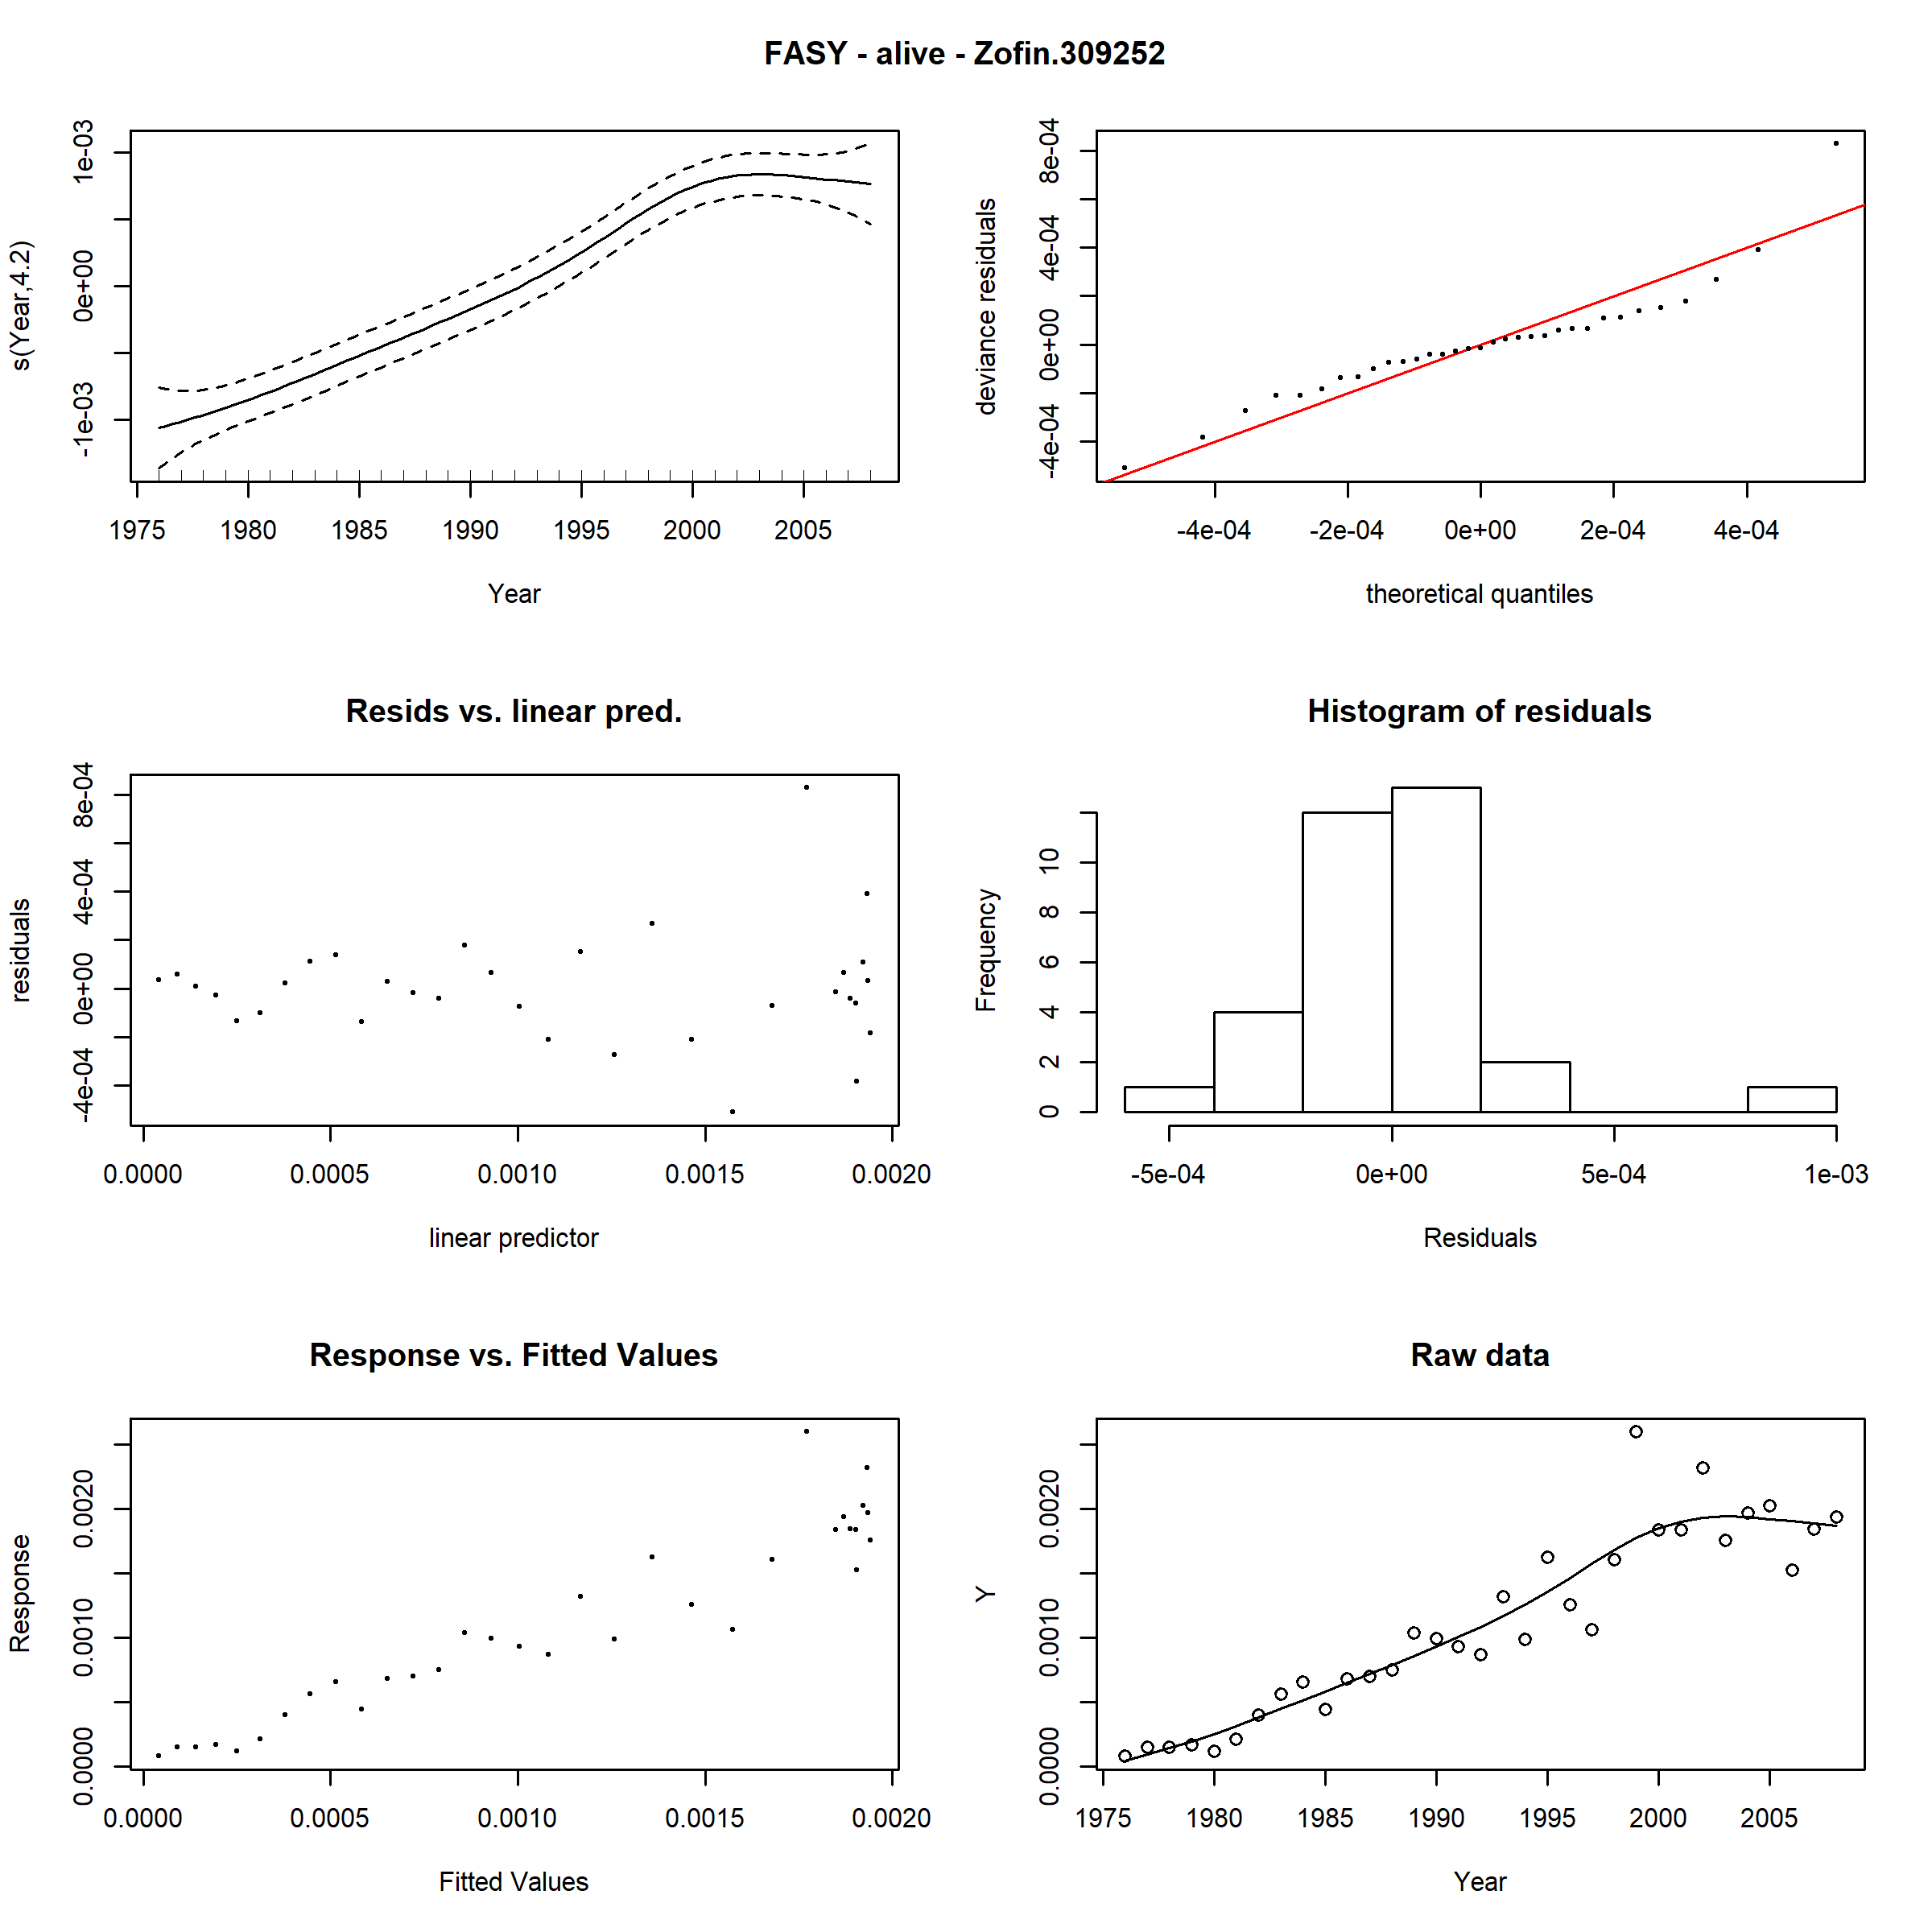 FASY - alive - Zofin.309252
s(Year,4.2)
-1e-03 0e+00 1e-03
1975 1980 1985 1990 1995 2000 2005
Year
deviance residuals
-4e-04 0e+00 4e-04 8e-04
-4e-04 -2e-04 0e+00 2e-04 4e-04
theoretical quantiles
Resids vs. linear pred.
residuals
-4e-04 0e+00 4e-04 8e-04
0.0000 0.0005 0.0010 0.0015 0.0020
linear predictor
Histogram of residuals
Frequency
0 2 4 6 8 10
-5e-04 0e+00 5e-04 1e-03
Residuals
Response vs. Fitted Values
Response
0.0000 0.0010 0.0020
0.0000 0.0005 0.0010 0.0015 0.0020
Fitted Values
Raw data
Y
0.0000 0.0010 0.0020
1975 1980 1985 1990 1995 2000 2005
Year